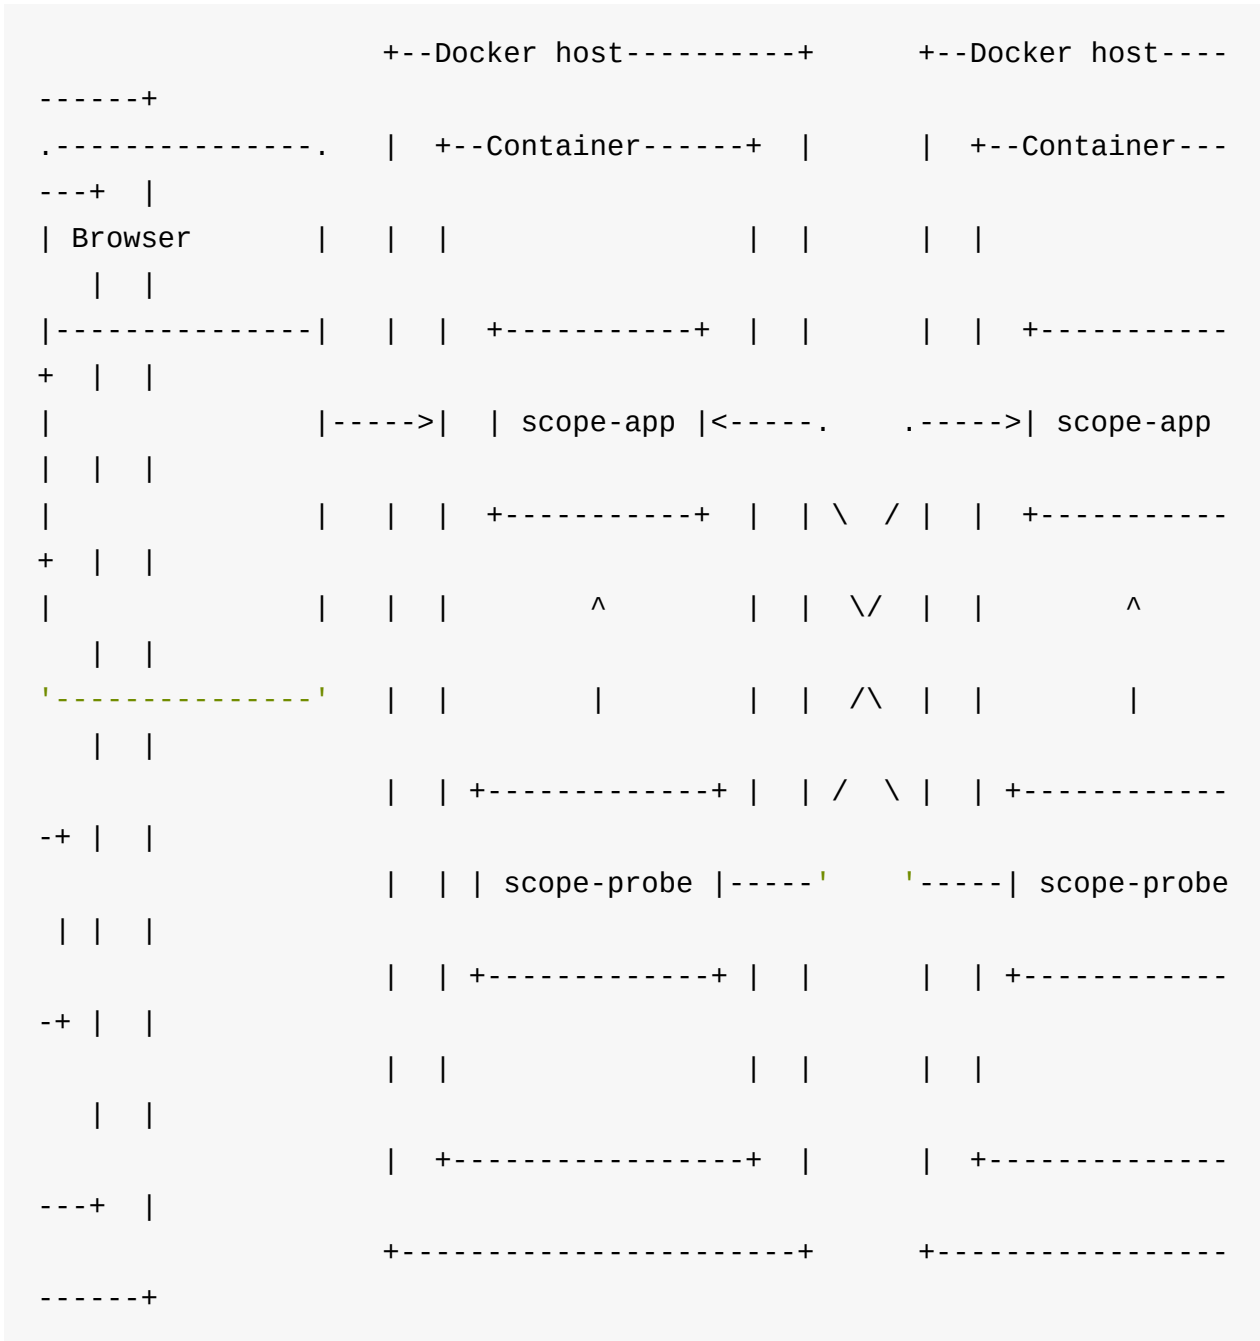 +--Docker host----------+      +--Docker host----
------+
.---------------.   |  +--Container------+  |      |  +--Container---
---+  |
| Browser       |   |  |                 |  |      |  |
   |  |
|---------------|   |  |  +-----------+  |  |      |  |  +-----------
+  |  |
|               |----->|  | scope-app |<-----.    .----->| scope-app
|  |  |
|               |   |  |  +-----------+  |  | \  / |  |  +-----------
+  |  |
|               |   |  |        ^        |  |  \/  |  |        ^
   |  |
'---------------'   |  |        |        |  |  /\  |  |        |
   |  |
                    |  | +-------------+ |  | /  \ |  | +------------
-+ |  |
                    |  | | scope-probe |-----'    '-----| scope-probe
 | |  |
                    |  | +-------------+ |  |      |  | +------------
-+ |  |
                    |  |                 |  |      |  |
   |  |
                    |  +-----------------+  |      |  +--------------
---+  |
                    +-----------------------+      +-----------------
------+